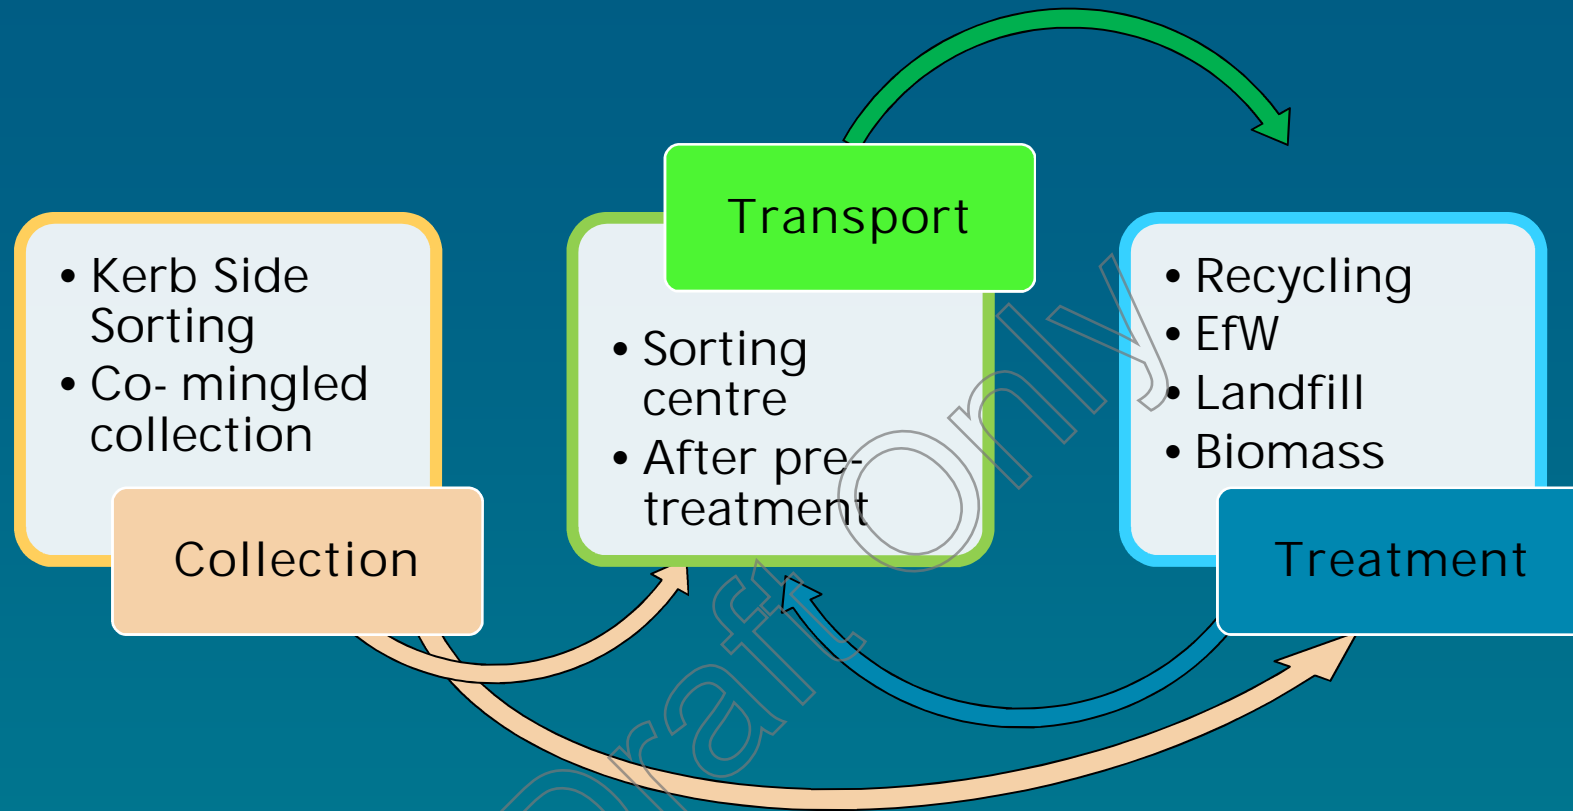 Transport
• Kerb Side
Sorting
• Co- mingled
collection
Collection
• Sorting
centre
• After pre-
treatment
• Recycling
• EfW
• Landfill
• Biomass
Treatment
Draft Only